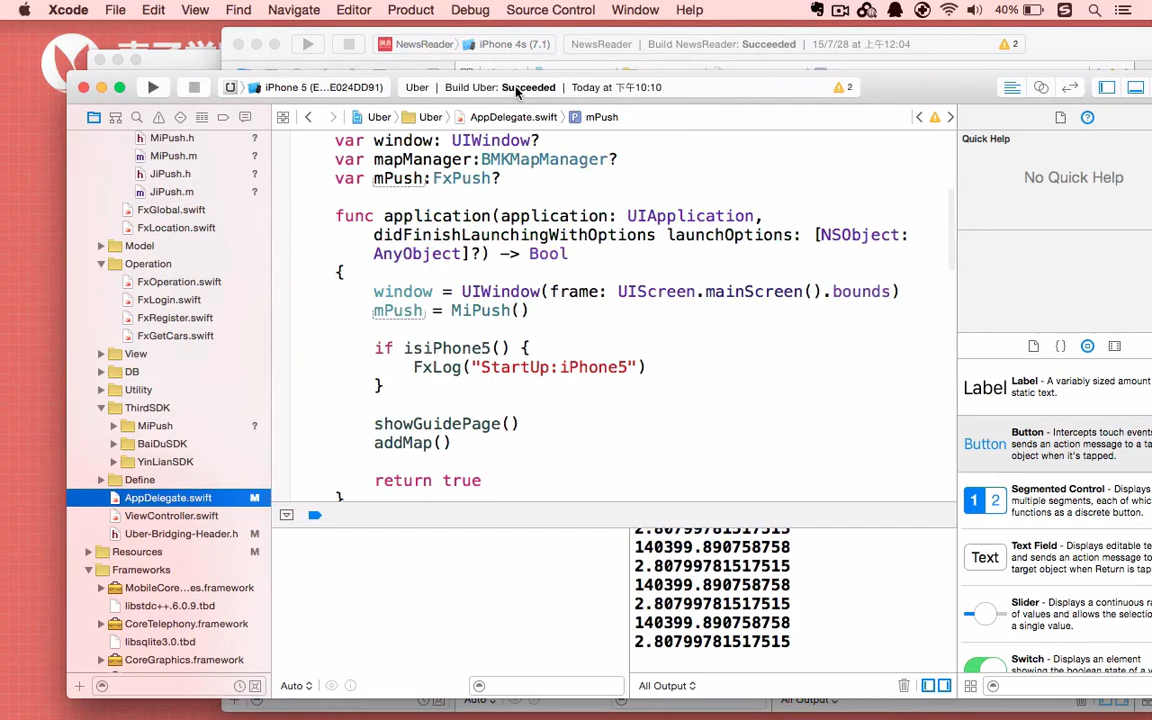 Xcode File Edit View Find Navigate Editor Product Debug Source Control Window Help 40%
NewsReader iPhone 4s (7.1) NewsReader | Build NewsReader: Succeeded | 15/7/28 at 上午12:04 2
iPhone 5 (E...E024DD91) Uber | Build Uber: Succeeded | Today at 下午10:10 2
Uber Uber AppDelegate.swift P mPush
MiPush.h ?
MiPush.m ?
JiPush.h ?
JiPush.m ?
FxGlobal.swift
FxLocation.swift
Model
Operation
FxOperation.swift
FxLogin.swift
FxRegister.swift
FxGetCars.swift
View
DB
Utility
ThirdSDK
MiPush ?
BaiDuSDK
YinLianSDK
Define
AppDelegate.swift M
ViewController.swift
Uber-Bridging-Header.h M
Resources M
Frameworks
MobileCore...es.framework
libstdc++.6.0.9.tbd
CoreTelephony.framework
libsqlite3.0.tbd
CoreGraphics.framework
var window: UIWindow?
var mapManager:BMKMapManager?
var mPush:FxPush?
func application(application: UIApplication,
didFinishLaunchingWithOptions launchOptions: [NSObject:
AnyObject]?) -> Bool
{
window = UIWindow(frame: UIScreen.mainScreen().bounds)
mPush = MiPush()
if isiPhone5() {
FxLog("StartUp:iPhone5")
}
showGuidePage()
addMap()
return true
}
2.80799781517515
140399.890758758
2.80799781517515
140399.890758758
2.80799781517515
140399.890758758
2.80799781517515
Auto
All Output
Quick Help
No Quick Help
Label Label - A variably sized amount
static text.
Button Button - Intercepts touch events
sends an action message to a ta
object when it's tapped.
1 2 Segmented Control - Displays
multiple segments, each of whic
functions as a discrete button.
Text Text Field - Displays editable te
and sends an action message to
target object when Return is tap
Slider - Displays a continuous ra
of values and allows the selectio
a single value.
Switch - Displays an element
showing the boolean state of a